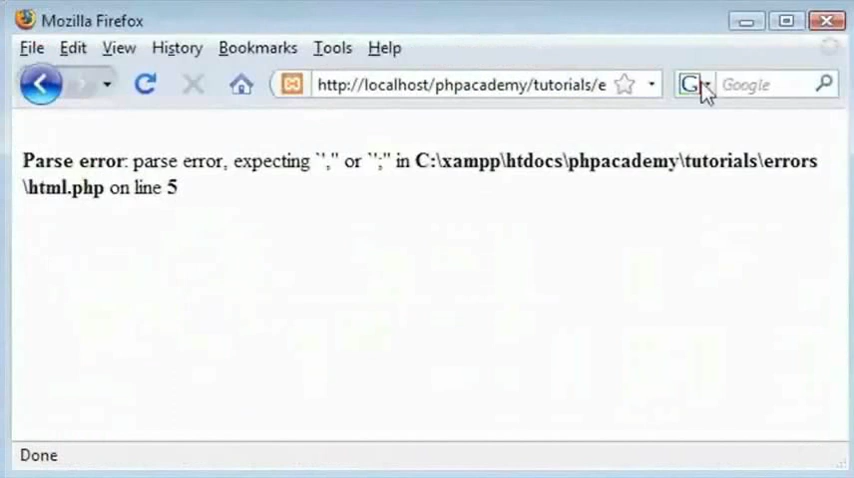 Mozilla Firefox
File Edit View History Bookmarks Tools Help
http://localhost/phpacademy/tutorials/e G Google
Parse error: parse error, expecting `',"' or `';"' in C:\xampp\htdocs\phpacademy\tutorials\errors
\html.php on line 5
Done